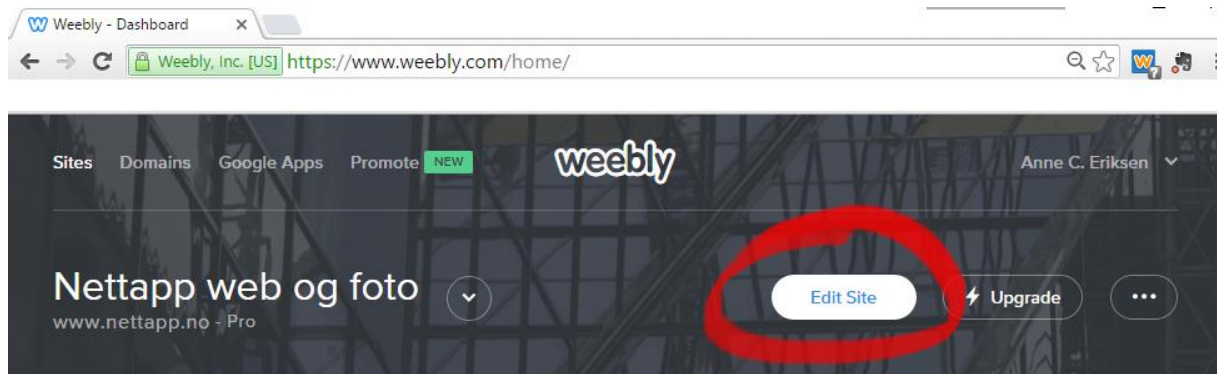 Weebly - Dashboard
Weebly, Inc. [US] https://www.weebly.com/home/
Sites Domains Google Apps Promote NEW weebly Anne C. Eriksen
Nettapp web og foto Edit Site Upgrade
www.nettapp.no - Pro